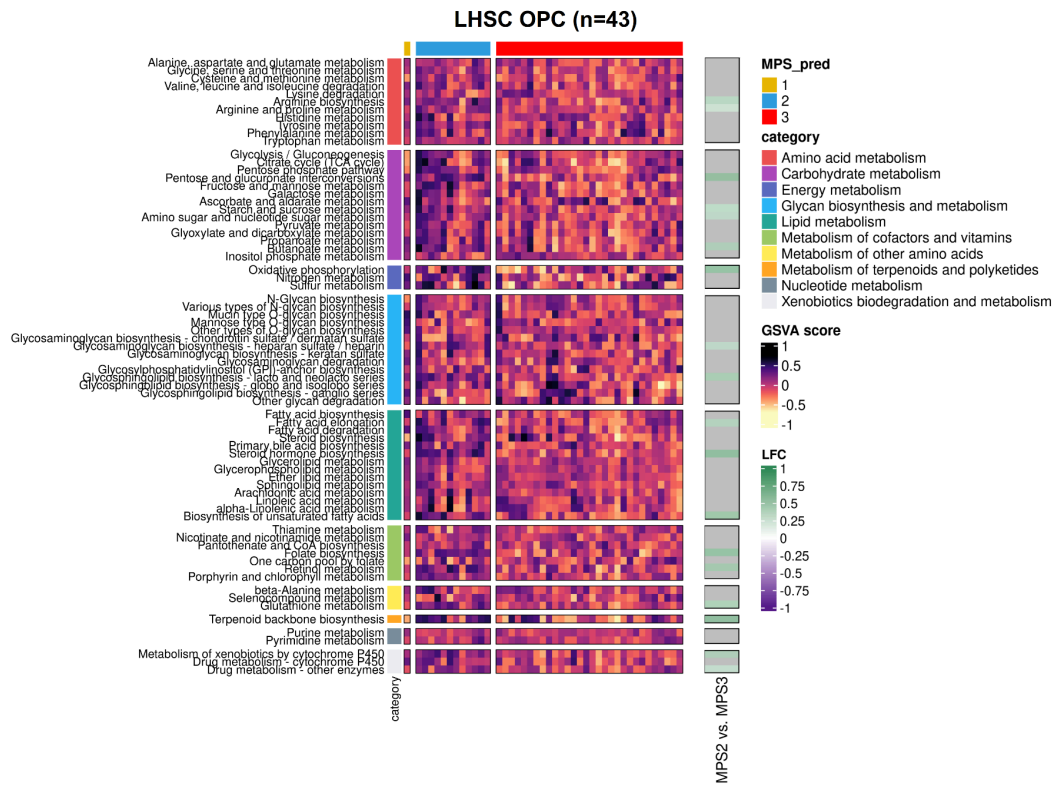 LHSC OPC (n=43)
Alanine, aspartate and glutamate metabolism
Glycine, serine and threonine metabolism
Cysteine and methionine metabolism
Valine, leucine and isoleucine degradation
Lysine degradation
Arginine biosynthesis
Arginine and proline metabolism
Histidine metabolism
Tyrosine metabolism
Phenylalanine metabolism
Tryptophan metabolism
Glycolysis / Gluconeogenesis
Citrate cycle (TCA cycle)
Pentose phosphate pathway
Pentose and glucuronate interconversions
Fructose and mannose metabolism
Galactose metabolism
Ascorbate and aldarate metabolism
Starch and sucrose metabolism
Amino sugar and nucleotide sugar metabolism
Pyruvate metabolism
Glyoxylate and dicarboxylate metabolism
Propanoate metabolism
Butanoate metabolism
Inositol phosphate metabolism
Oxidative phosphorylation
Nitrogen metabolism
Sulfur metabolism
N-Glycan biosynthesis
Various types of N-glycan biosynthesis
Mucin type O-glycan biosynthesis
Mannose type O-glycan biosynthesis
Other types of O-glycan biosynthesis
Glycosaminoglycan biosynthesis - chondroitin sulfate / dermatan sulfate
Glycosaminoglycan biosynthesis - heparan sulfate / heparin
Glycosaminoglycan biosynthesis - keratan sulfate
Glycosaminoglycan degradation
Glycosylphosphatidylinositol (GPI)-anchor biosynthesis
Glycosphingolipid biosynthesis - lacto and neolacto series
Glycosphingolipid biosynthesis - globo and isoglobo series
Glycosphingolipid biosynthesis - ganglio series
Other glycan degradation
Fatty acid biosynthesis
Fatty acid elongation
Fatty acid degradation
Steroid biosynthesis
Primary bile acid biosynthesis
Steroid hormone biosynthesis
Glycerolipid metabolism
Glycerophospholipid metabolism
Ether lipid metabolism
Sphingolipid metabolism
Arachidonic acid metabolism
Linoleic acid metabolism
alpha-Linolenic acid metabolism
Biosynthesis of unsaturated fatty acids
Thiamine metabolism
Nicotinate and nicotinamide metabolism
Pantothenate and CoA biosynthesis
Folate biosynthesis
One carbon pool by folate
Retinol metabolism
Porphyrin and chlorophyll metabolism
beta-Alanine metabolism
Selenocompound metabolism
Glutathione metabolism
Terpenoid backbone biosynthesis
Purine metabolism
Pyrimidine metabolism
Metabolism of xenobiotics by cytochrome P450
Drug metabolism - cytochrome P450
Drug metabolism - other enzymes
category
MPS2 vs. MPS3
MPS_pred
1
2
3
category
Amino acid metabolism
Carbohydrate metabolism
Energy metabolism
Glycan biosynthesis and metabolism
Lipid metabolism
Metabolism of cofactors and vitamins
Metabolism of other amino acids
Metabolism of terpenoids and polyketides
Nucleotide metabolism
Xenobiotics biodegradation and metabolism
GSVA score
1
0.5
0
-0.5
-1
LFC
1
0.75
0.5
0.25
0
-0.25
-0.5
-0.75
-1